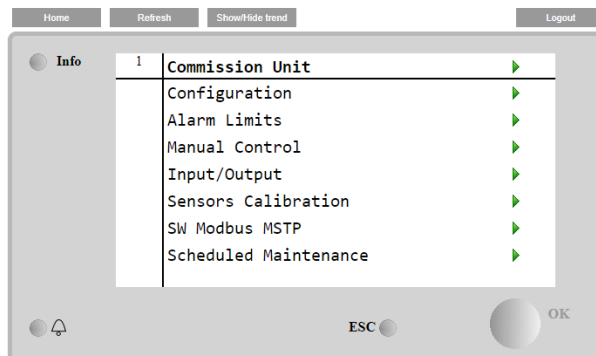 Home Refresh Show/Hide trend Logout
Info 1 Commission Unit
Configuration
Alarm Limits
Manual Control
Input/Output
Sensors Calibration
SW Modbus MSTP
Scheduled Maintenance
ESC OK